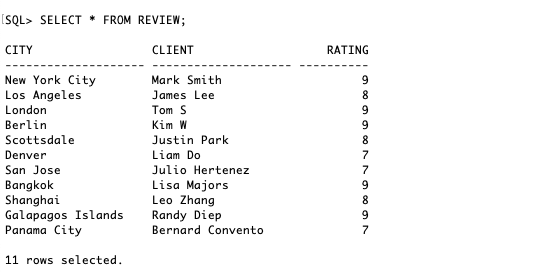 SQL> SELECT * FROM REVIEW;
CITY CLIENT RATING
-------------------- -------------------- ----------
New York City Mark Smith 9
Los Angeles James Lee 8
London Tom S 9
Berlin Kim W 9
Scottsdale Justin Park 8
Denver Liam Do 7
San Jose Julio Hertenez 7
Bangkok Lisa Majors 9
Shanghai Leo Zhang 8
Galapagos Islands Randy Diep 9
Panama City Bernard Convento 7
11 rows selected.